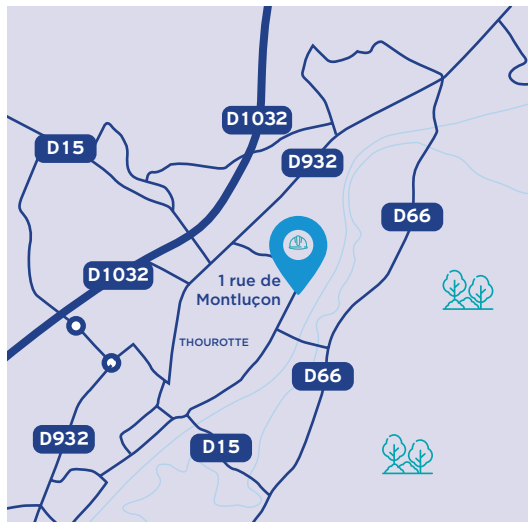 D1032
D15
D932
D66
D1032
1 rue de
Montluçon
THOUROTTE
D66
D932
D15